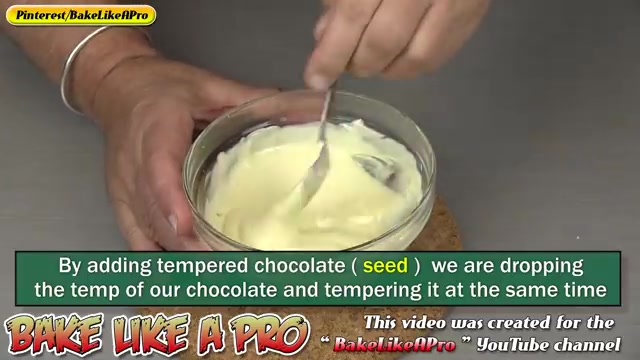 Pinterest/BakeLikeAPro
By adding tempered chocolate ( seed ) we are dropping
the temp of our chocolate and tempering it at the same time
BAKE LIKE A PRO
This video was created for the
“ BakeLikeAPro ” YouTube channel